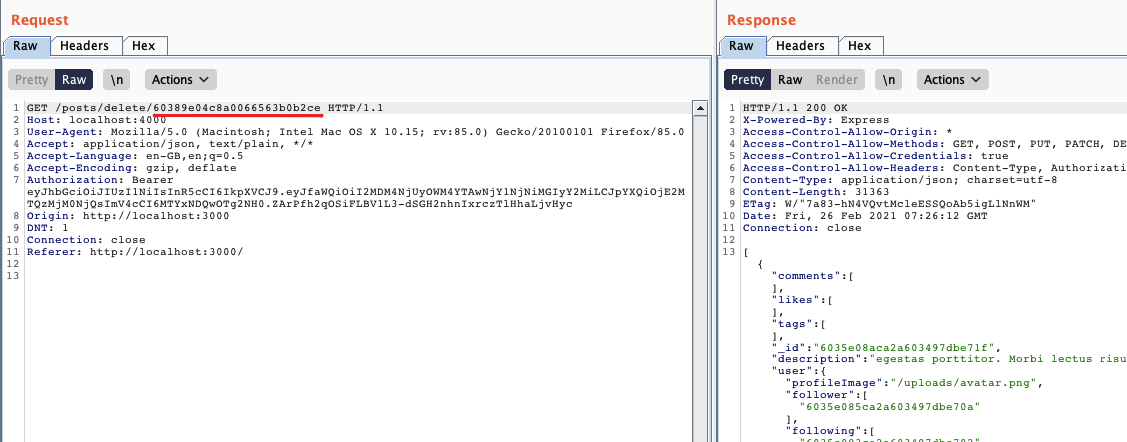 Request
Raw Headers Hex
Pretty Raw \n Actions
1 GET /posts/delete/60389e04c8a0066563b0b2ce HTTP/1.1
2 Host: localhost:4000
3 User-Agent: Mozilla/5.0 (Macintosh; Intel Mac OS X 10.15; rv:85.0) Gecko/20100101 Firefox/85.0
4 Accept: application/json, text/plain, */*
5 Accept-Language: en-GB,en;q=0.5
6 Accept-Encoding: gzip, deflate
7 Authorization: Bearer
eyJhbGciOiJIUzI1NiIsInR5cCI6IkpXVCJ9.eyJfaWQiOiI2MDM4NjUyOWM4YTAwNjY1NjNiMGIyY2MiLCJpYXQiOjE2M
TQzMjM0NjQsImV4cCI6MTYxNDQwOTg2NH0.ZArPfh2qOSiFLBV1L3-dSGH2nhnIxrczTlHhaLjvHyc
8 Origin: http://localhost:3000
9 DNT: 1
10 Connection: close
11 Referer: http://localhost:3000/
12
13
Response
Raw Headers Hex
Pretty Raw Render \n Actions
1 HTTP/1.1 200 OK
2 X-Powered-By: Express
3 Access-Control-Allow-Origin: *
4 Access-Control-Allow-Methods: GET, POST, PUT, PATCH, DE
5 Access-Control-Allow-Credentials: true
6 Access-Control-Allow-Headers: Content-Type, Authorizati
7 Content-Type: application/json; charset=utf-8
8 Content-Length: 31363
9 ETag: W/"7a83-hN4VQvtMcleESSQoAb5igLlNnWM"
10 Date: Fri, 26 Feb 2021 07:26:12 GMT
11 Connection: close
12
13 [
{
"comments":[
],
"likes":[
],
"tags":[
],
"_id":"6035e08aca2a603497dbe71f",
"description":"egestas porttitor. Morbi lectus risu
"user":{
"profileImage":"/uploads/avatar.png",
"follower":[
"6035e085ca2a603497dbe70a"
],
"following":[